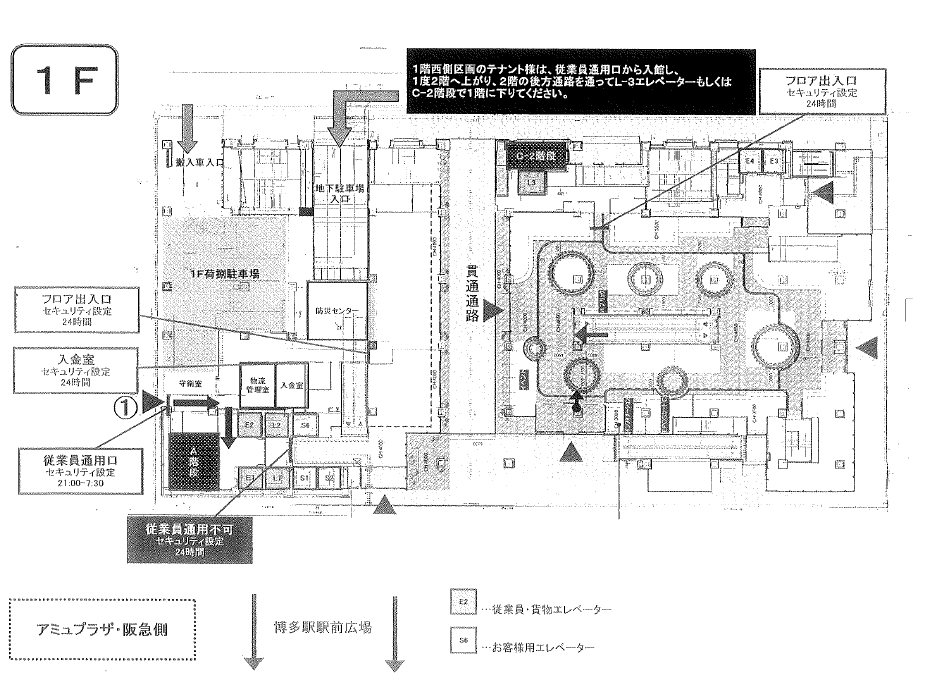 1F
1階西側区画のテナント様は、従業員通用口から入館し、
1度2階へ上がり、2階の後方通路を通ってL-3エレベーターもしくは
C-2階段で1階に下りてください。
フロア出入口
セキュリティ設定
24時間
搬入車入口
地下駐車場
入口
C-2階段
L3
E4
E3
1F荷捌駐車場
貫通通路
フロア出入口
セキュリティ設定
24時間
防災センター
入金室
セキュリティ設定
24時間
守衛室
物流
管理室
入金室
①
E2
L2
S6
従業員通用口
セキュリティ設定
21:00-7:30
A階段
E1
S1
S2
従業員通用不可
セキュリティ設定
24時間
アミュプラザ・阪急側
博多駅駅前広場
E2
…従業員・貨物エレベーター
S6
…お客様用エレベーター